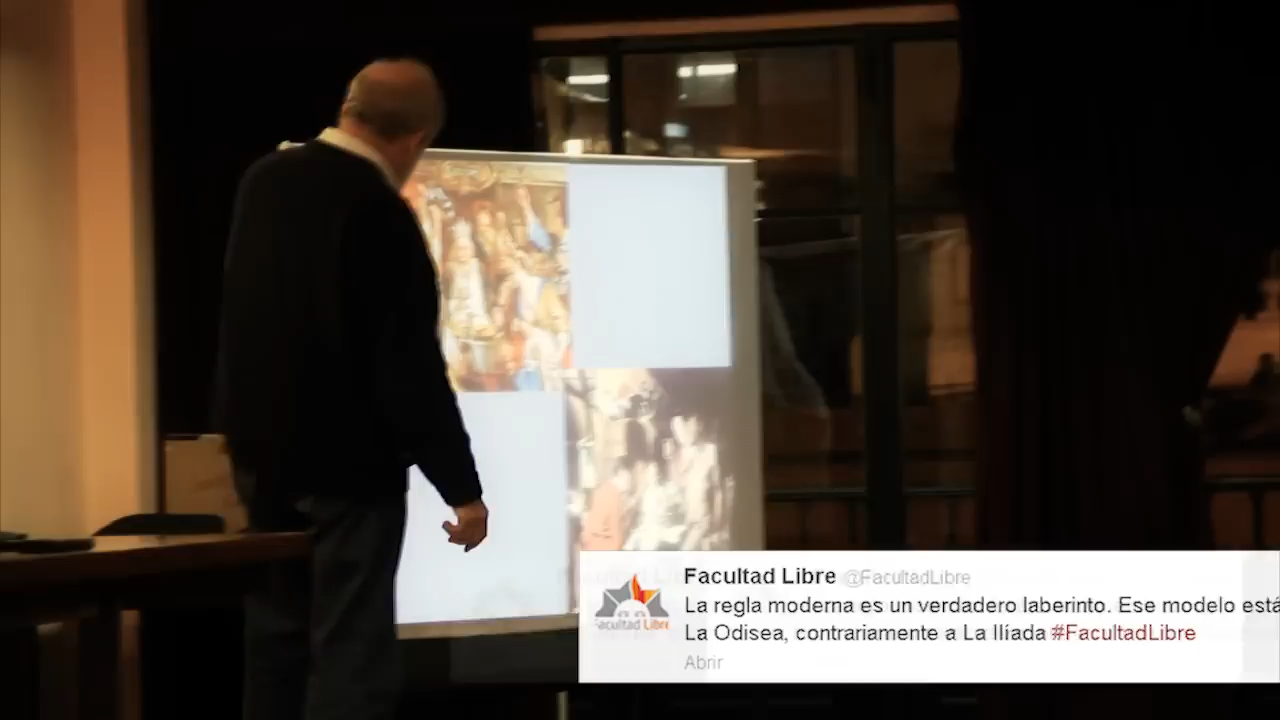 Facultad Libre @FacultadLibre
La regla moderna es un verdadero laberinto. Ese modelo está
La Odisea, contrariamente a La Ilíada #FacultadLibre
Facultad Libre
Abrir